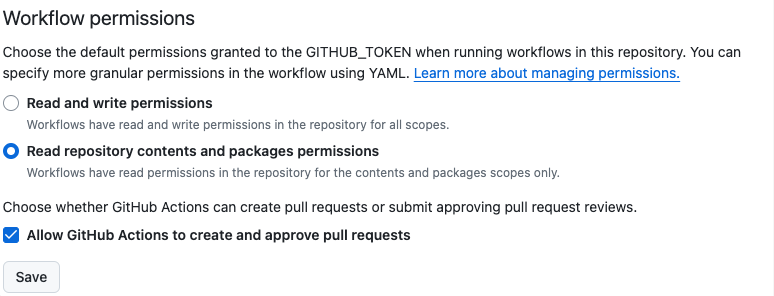 Workflow permissions
Choose the default permissions granted to the GITHUB_TOKEN when running workflows in this repository. You can
specify more granular permissions in the workflow using YAML. Learn more about managing permissions.
Read and write permissions
Workflows have read and write permissions in the repository for all scopes.
Read repository contents and packages permissions
Workflows have read permissions in the repository for the contents and packages scopes only.
Choose whether GitHub Actions can create pull requests or submit approving pull request reviews.
Allow GitHub Actions to create and approve pull requests
Save